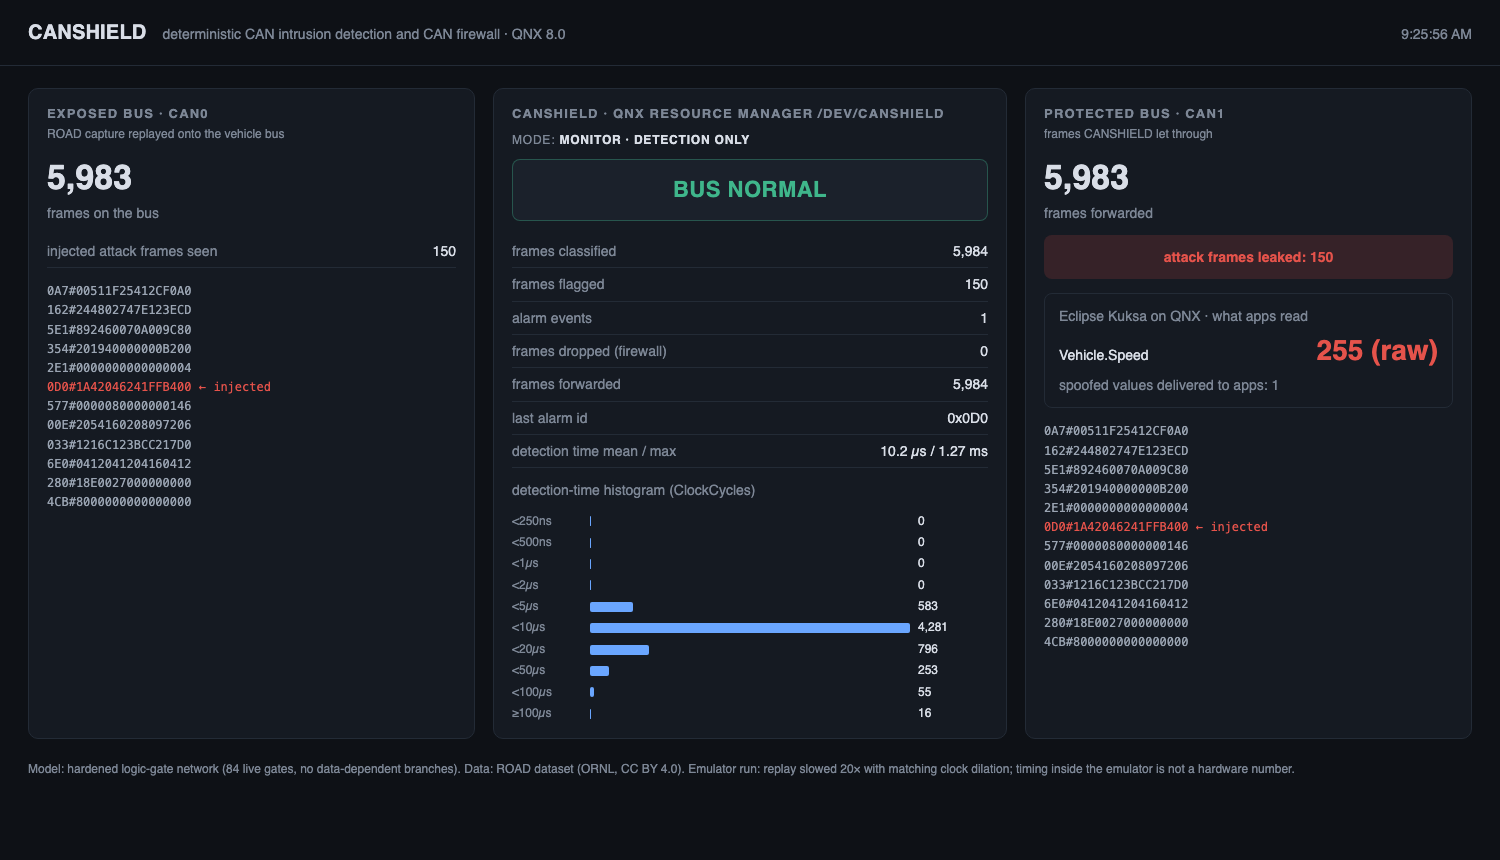 CANSHIELD deterministic CAN intrusion detection and CAN firewall · QNX 8.0 9:25:56 AM
EXPOSED BUS · CAN0
ROAD capture replayed onto the vehicle bus
5,983
frames on the bus
injected attack frames seen 150
0A7#00511F25412CF0A0
162#244802747E123ECD
5E1#892460070A009C80
354#201940000000B200
2E1#0000000000000004
0D0#1A42046241FFB400 ← injected
577#0000080000000146
00E#2054160208097206
033#1216C123BCC217D0
6E0#0412041204160412
280#18E0027000000000
4CB#8000000000000000
CANSHIELD · QNX RESOURCE MANAGER /DEV/CANSHIELD
MODE: MONITOR · DETECTION ONLY
BUS NORMAL
frames classified 5,984
frames flagged 150
alarm events 1
frames dropped (firewall) 0
frames forwarded 5,984
last alarm id 0x0D0
detection time mean / max 10.2 µs / 1.27 ms
detection-time histogram (ClockCycles)
<250ns 0
<500ns 0
<1µs 0
<2µs 0
<5µs 583
<10µs 4,281
<20µs 796
<50µs 253
<100µs 55
≥100µs 16
PROTECTED BUS · CAN1
frames CANSHIELD let through
5,983
frames forwarded
attack frames leaked: 150
Eclipse Kuksa on QNX · what apps read
Vehicle.Speed 255 (raw)
spoofed values delivered to apps: 1
0A7#00511F25412CF0A0
162#244802747E123ECD
5E1#892460070A009C80
354#201940000000B200
2E1#0000000000000004
0D0#1A42046241FFB400 ← injected
577#0000080000000146
00E#2054160208097206
033#1216C123BCC217D0
6E0#0412041204160412
280#18E0027000000000
4CB#8000000000000000
Model: hardened logic-gate network (84 live gates, no data-dependent branches). Data: ROAD dataset (ORNL, CC BY 4.0). Emulator run: replay slowed 20× with matching clock dilation; timing inside the emulator is not a hardware number.